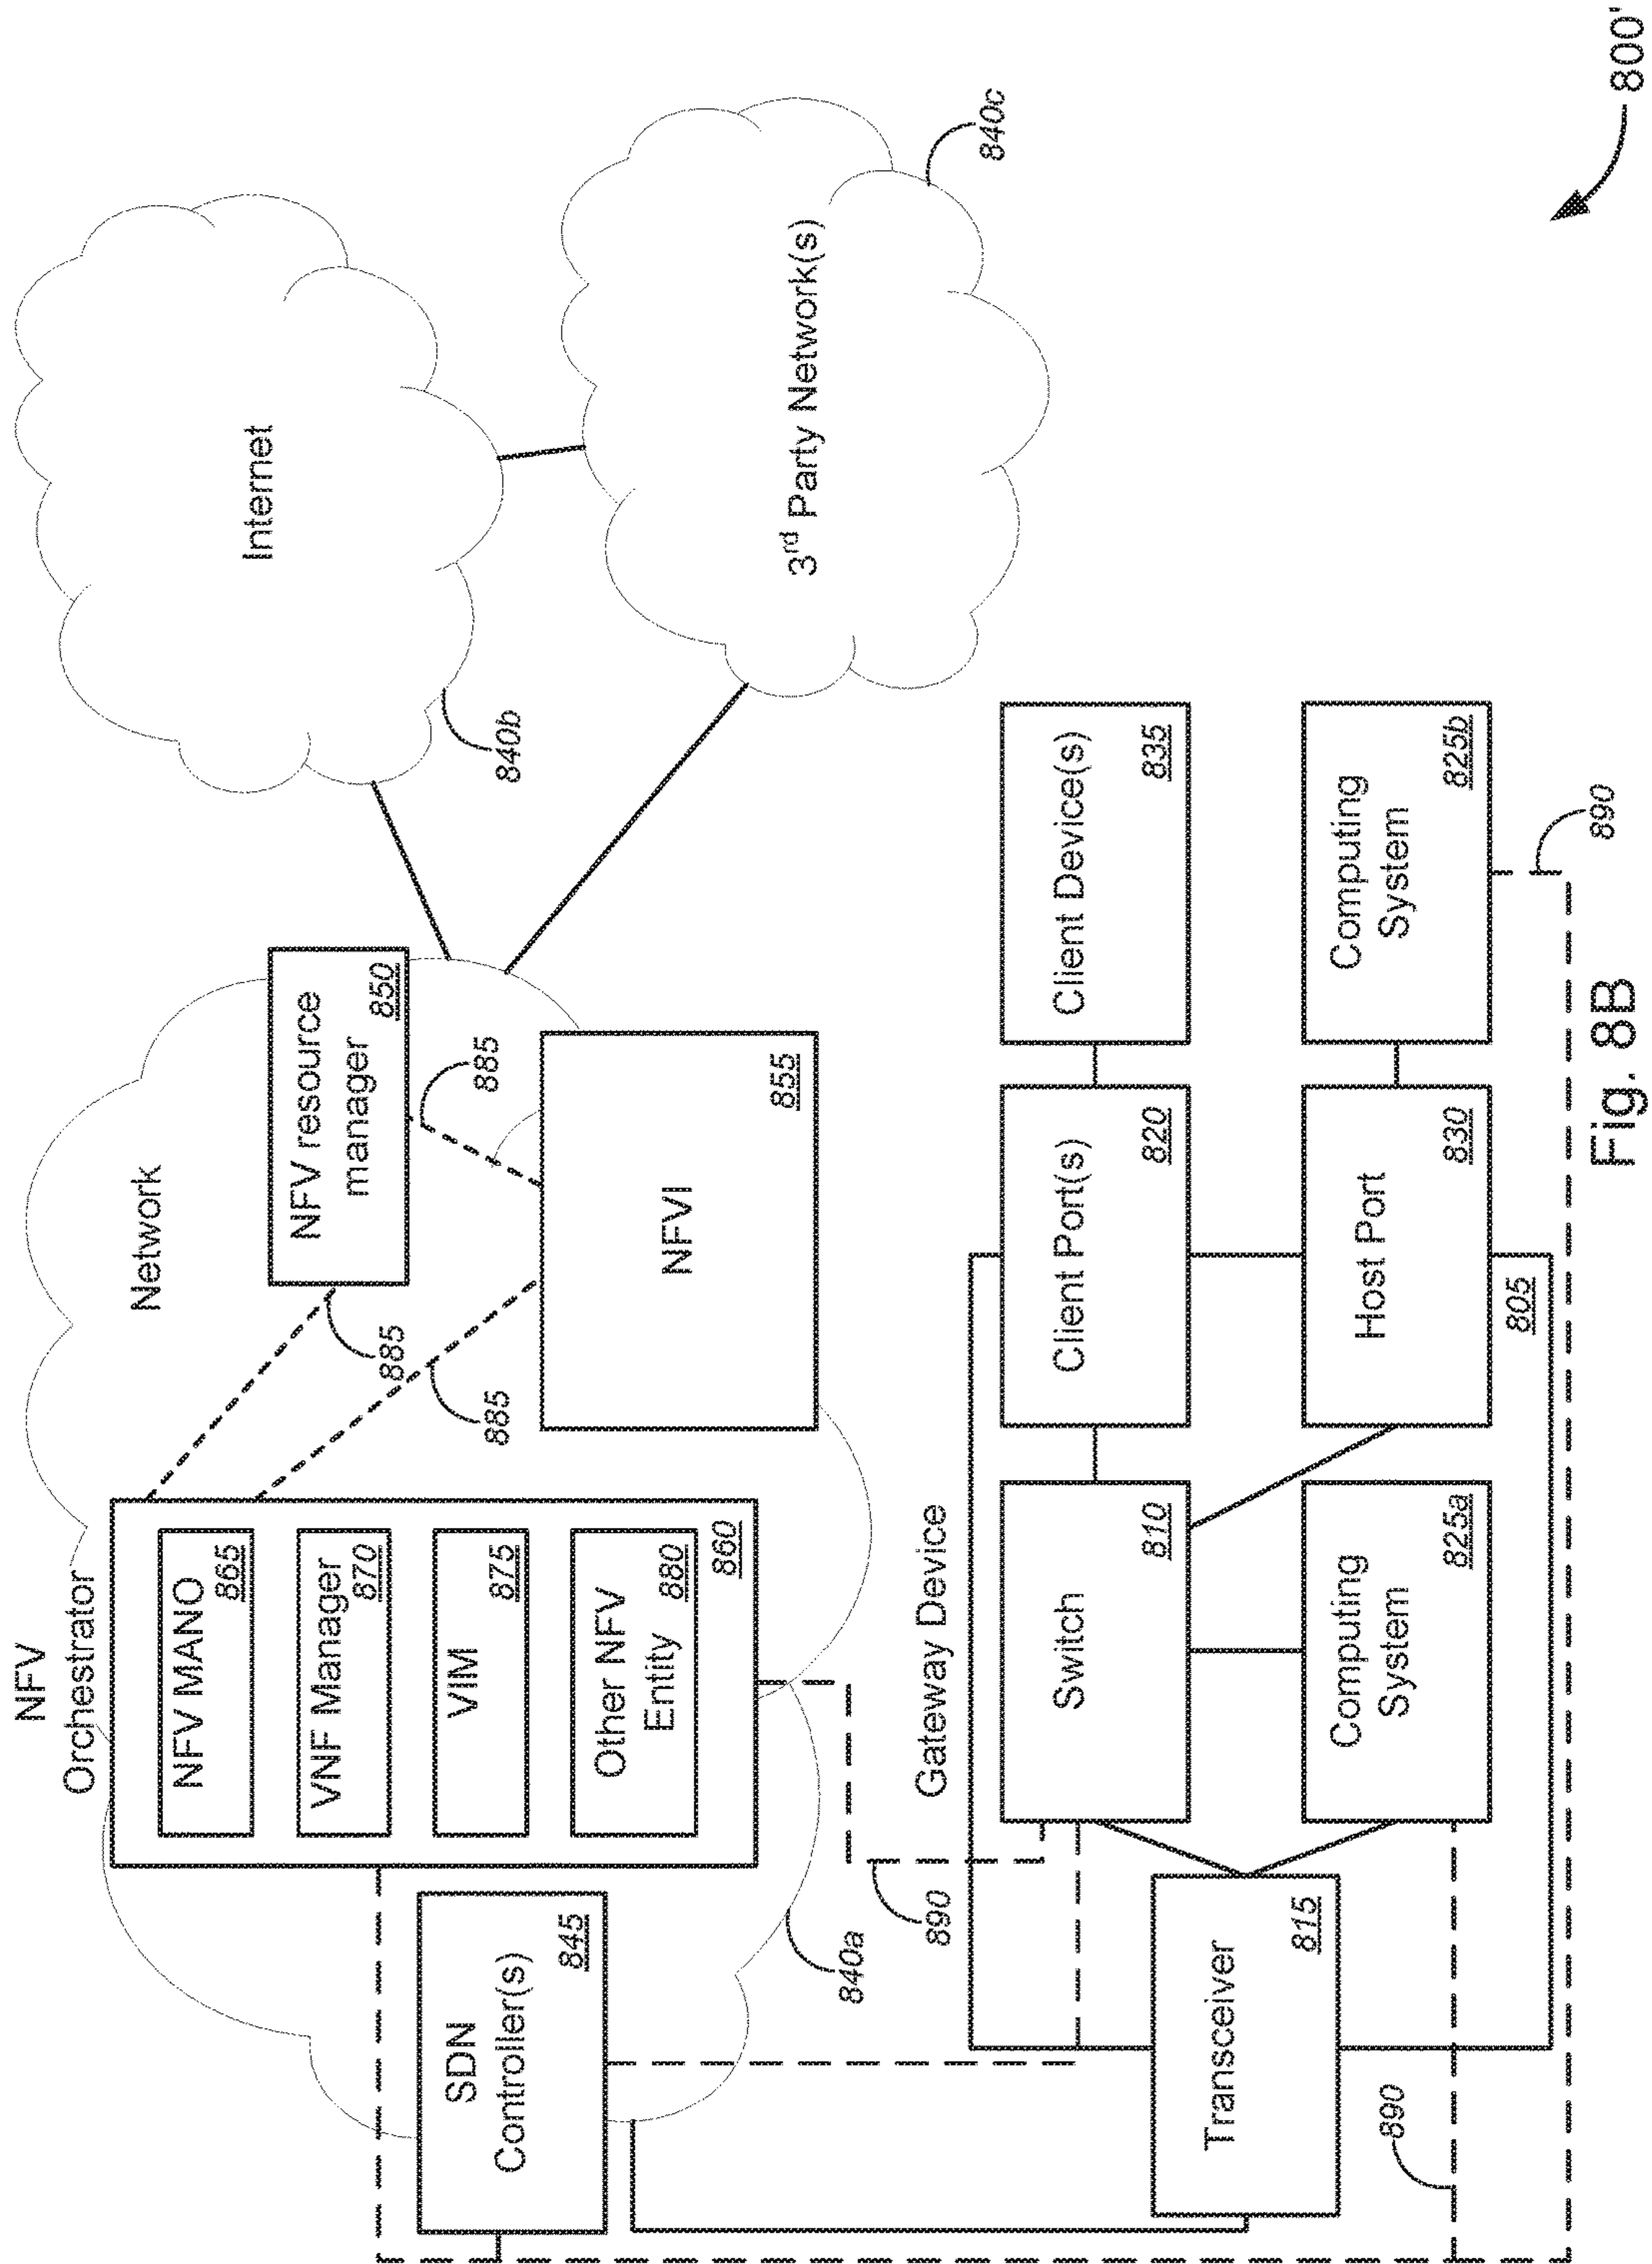 NFV
Orchestrator
NFV MANO
865
VNF Manager
870
VIM
875
Other NFV
Entity
880
860
SDN
Controller(s)
845
Network
NFV resource
manager
850
885
885
885
NFVI
855
Internet
840b
3rd Party Network(s)
840c
840a
890
Gateway Device
Transceiver
815
Switch
810
Client Port(s)
820
Client Device(s)
835
Computing
System
825a
Host Port
830
Computing
System
825b
805
890
890
Fig. 8B
800'